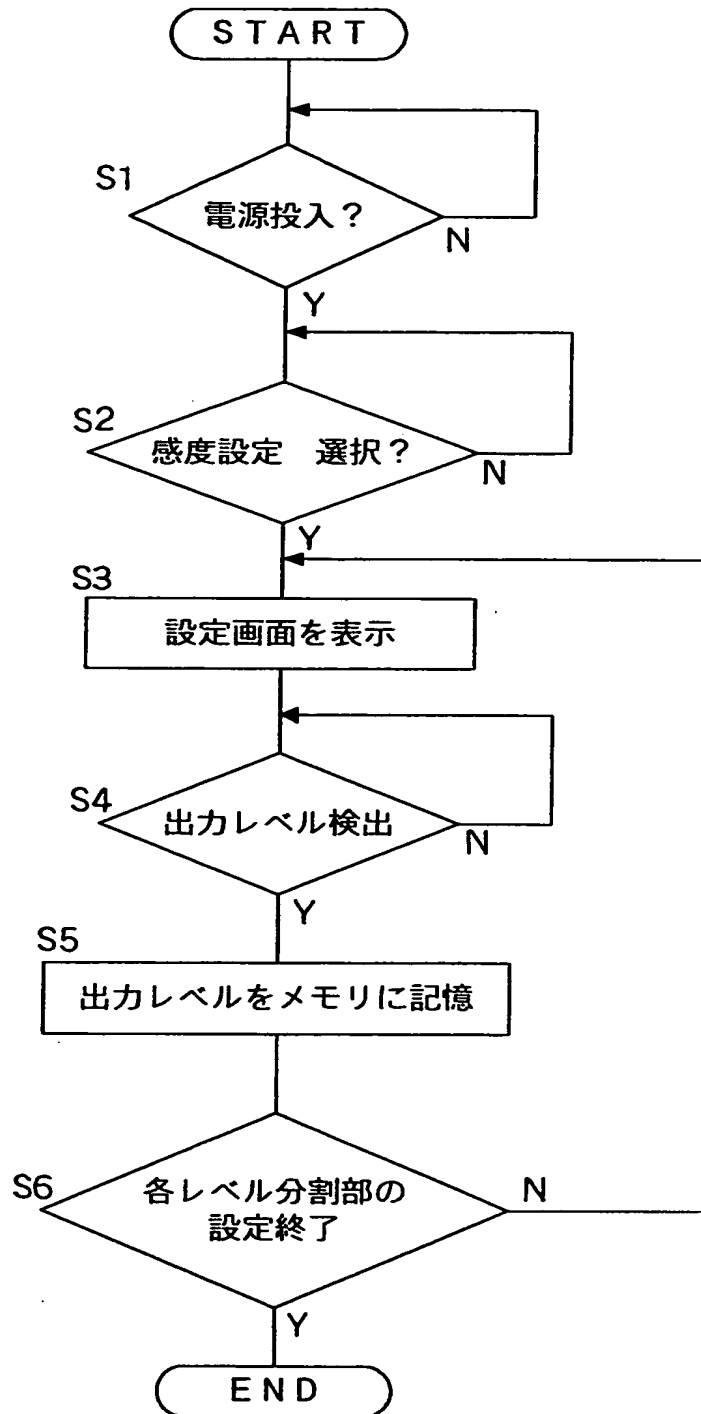 START
S1
電源投入?
N
Y
S2
感度設定 選択?
N
Y
S3
設定画面を表示
S4
出力レベル検出
N
Y
S5
出力レベルをメモリに記憶
S6
各レベル分割部の
設定終了
N
Y
END